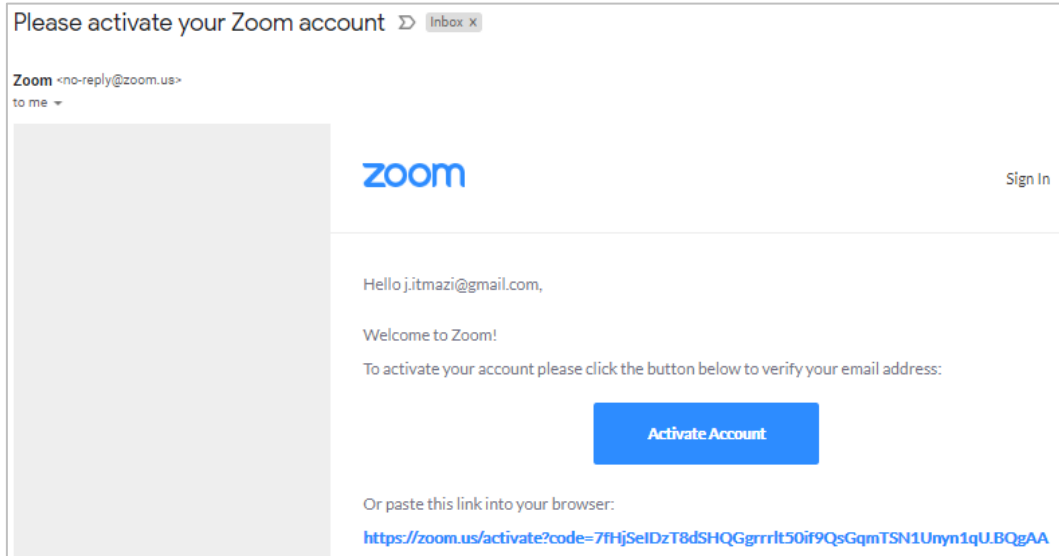 Please activate your Zoom account Inbox x
Zoom <no-reply@zoom.us>
to me
zoom
Sign In
Hello j.itmazi@gmail.com,
Welcome to Zoom!
To activate your account please click the button below to verify your email address:
Activate Account
Or paste this link into your browser:
https://zoom.us/activate?code=7fHjSeIDzT8dSHQGgrrrlt50if9QsGqmTSN1Unyn1qU.BQgAA